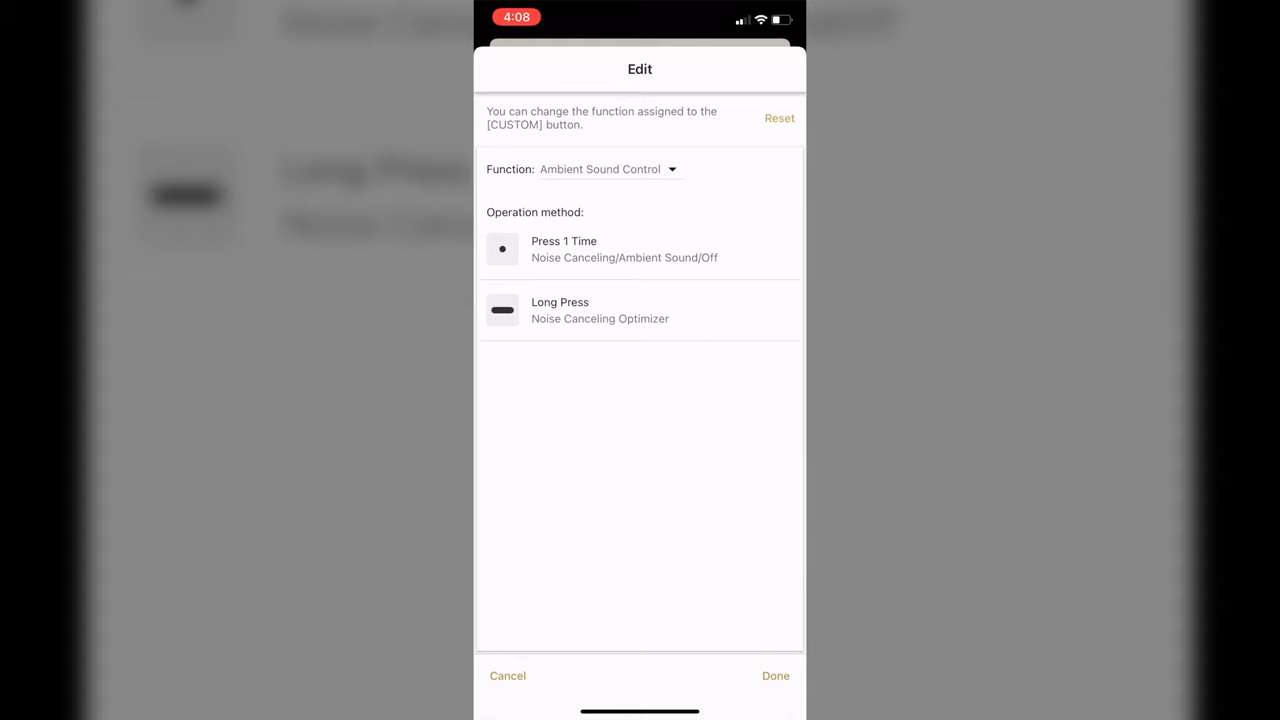 4:08
Edit
You can change the function assigned to the
[CUSTOM] button.
Reset
Function: Ambient Sound Control
Operation method:
Press 1 Time
Noise Canceling/Ambient Sound/Off
Long Press
Noise Canceling Optimizer
Cancel
Done